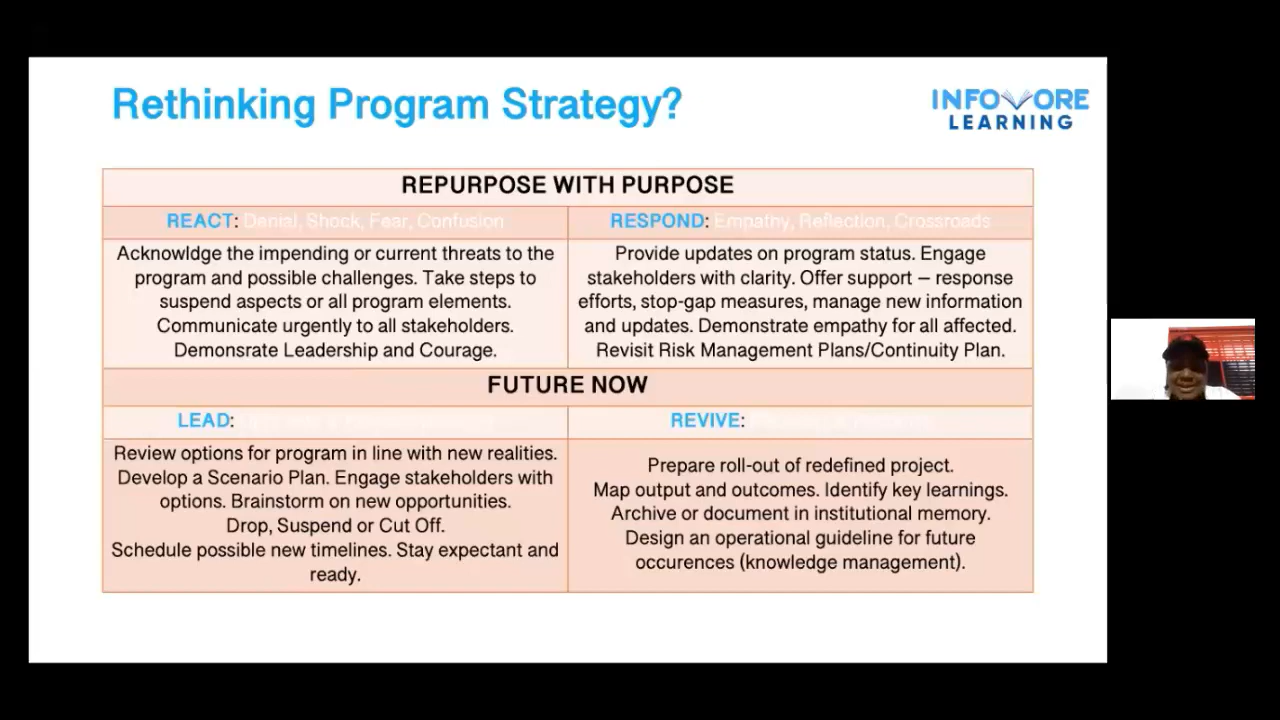 Rethinking Program Strategy?
INFOVORE
LEARNING
REPURPOSE WITH PURPOSE
REACT: Denial, Shock, Fear, Confusion
Acknowldge the impending or current threats to the
program and possible challenges. Take steps to
suspend aspects or all program elements.
Communicate urgently to all stakeholders.
Demonsrate Leadership and Courage.
RESPOND: Empathy, Reflection, Crossroads
Provide updates on program status. Engage
stakeholders with clarity. Offer support – response
efforts, stop-gap measures, manage new information
and updates. Demonstrate empathy for all affected.
Revisit Risk Management Plans/Continuity Plan.
FUTURE NOW
LEAD:
Review options for program in line with new realities.
Develop a Scenario Plan. Engage stakeholders with
options. Brainstorm on new opportunities.
Drop, Suspend or Cut Off.
Schedule possible new timelines. Stay expectant and
ready.
REVIVE:
Prepare roll-out of redefined project.
Map output and outcomes. Identify key learnings.
Archive or document in institutional memory.
Design an operational guideline for future
occurences (knowledge management).